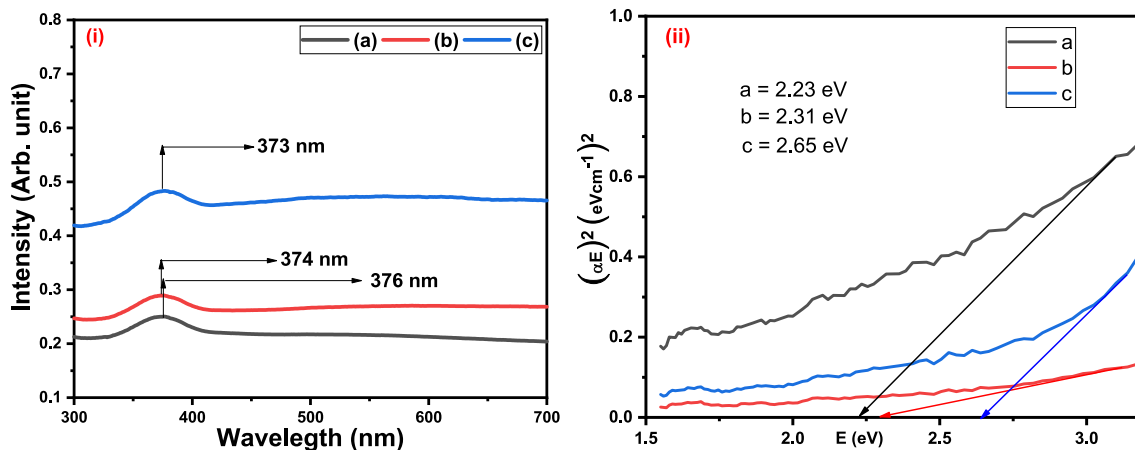 (i)
(a) (b) (c)
373 nm
374 nm
376 nm
0.8
0.7
0.6
0.5
0.4
0.3
0.2
0.1
300 400 500 600 700
Intensity (Arb. unit)
Wavelegth (nm)
(ii)
a
b
c
a = 2.23 eV
b = 2.31 eV
c = 2.65 eV
1.0
0.8
0.6
0.4
0.2
0.0
1.5 2.0 2.5 3.0
E (eV)
(αE)² (eVcm⁻¹)²